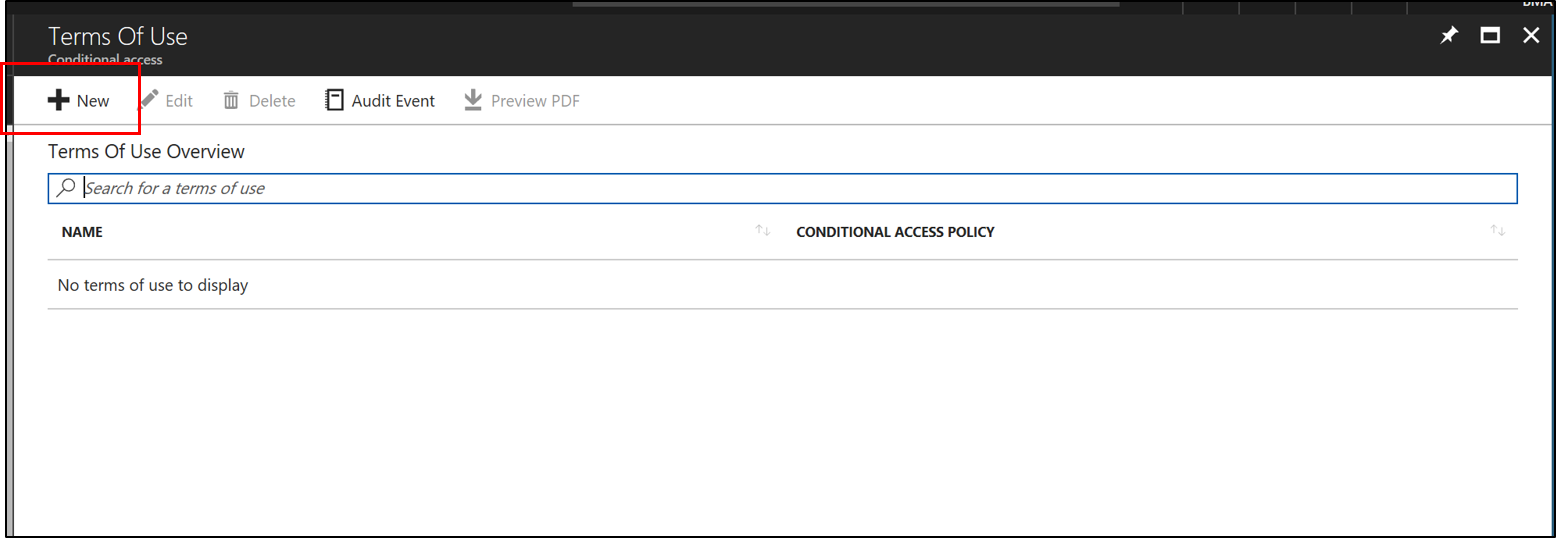 BMA
Terms Of Use
Conditional access
New Edit Delete Audit Event Preview PDF
Terms Of Use Overview
Search for a terms of use
NAME CONDITIONAL ACCESS POLICY
No terms of use to display